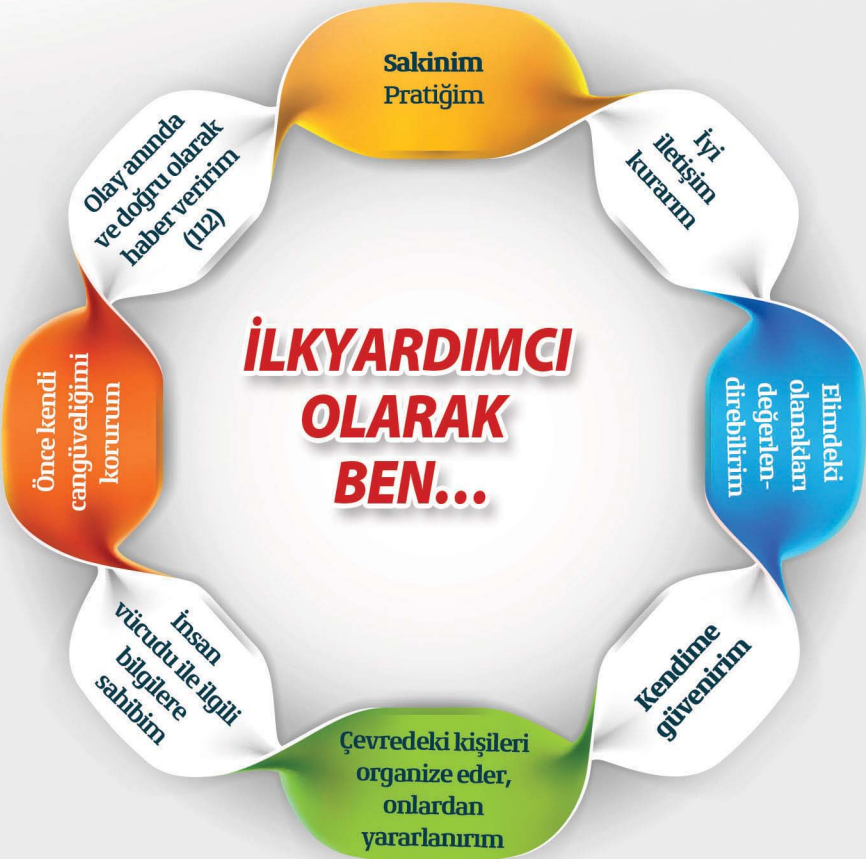 Sakinim
Pratiğim
İyi
iletişim
kurarım
Elimdeki
olanakları
değerlen-
direbilirim
Kendime
güvenirim
Çevredeki kişileri
organize eder,
onlardan
yararlanırım
İnsan
vücudu ile ilgili
bilgilere
sahibim
Önce kendi
cangüveliğimi
korurum
Olay anında
ve doğru olarak
haber veririm
(112)
İLKYARDIMCI
OLARAK
BEN...